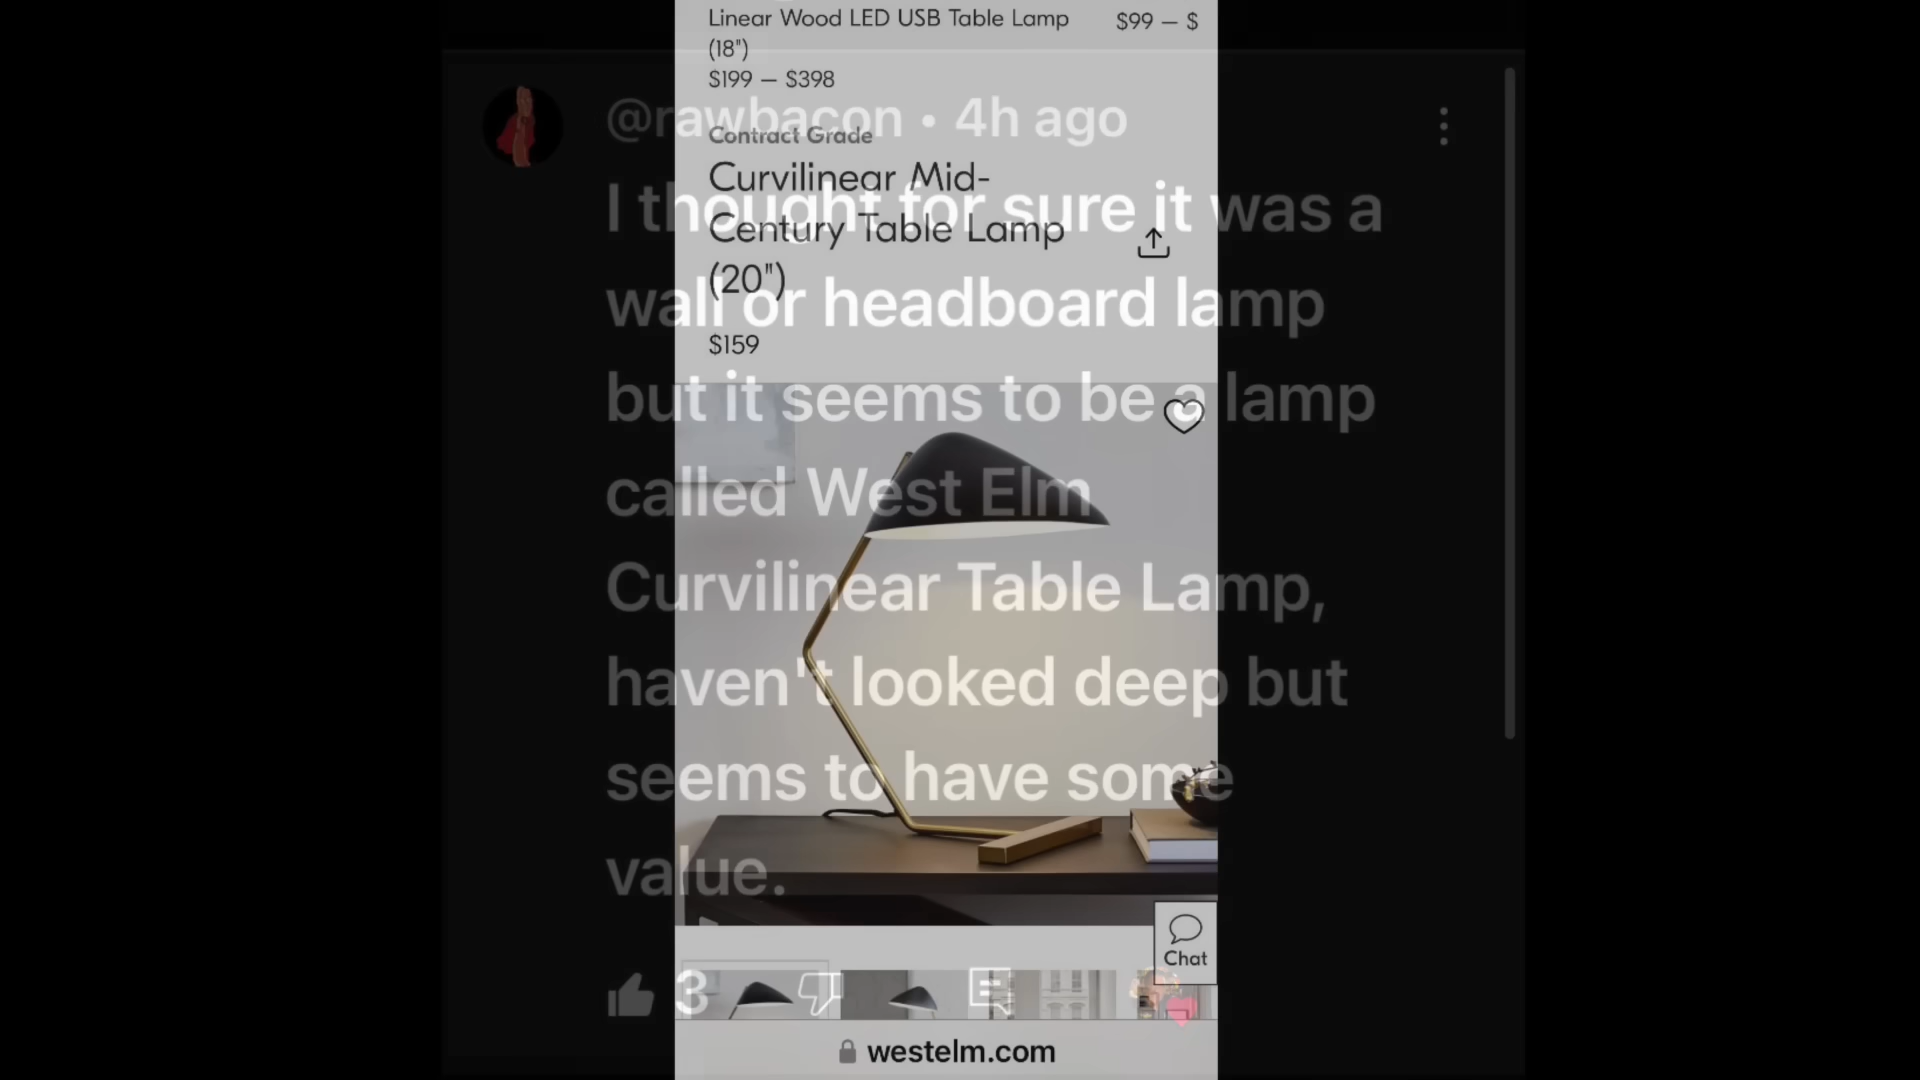 Linear Wood LED USB Table Lamp
(18")
$199 – $398
$99 – $
@rawbacon • 4h ago
Contract Grade
Curvilinear Mid-
Century Table Lamp
(20")
$159
I thought for sure it was a
wall or headboard lamp
but it seems to be a lamp
called West Elm
Curvilinear Table Lamp,
haven't looked deep but
seems to have some
value.
3
Chat
westelm.com